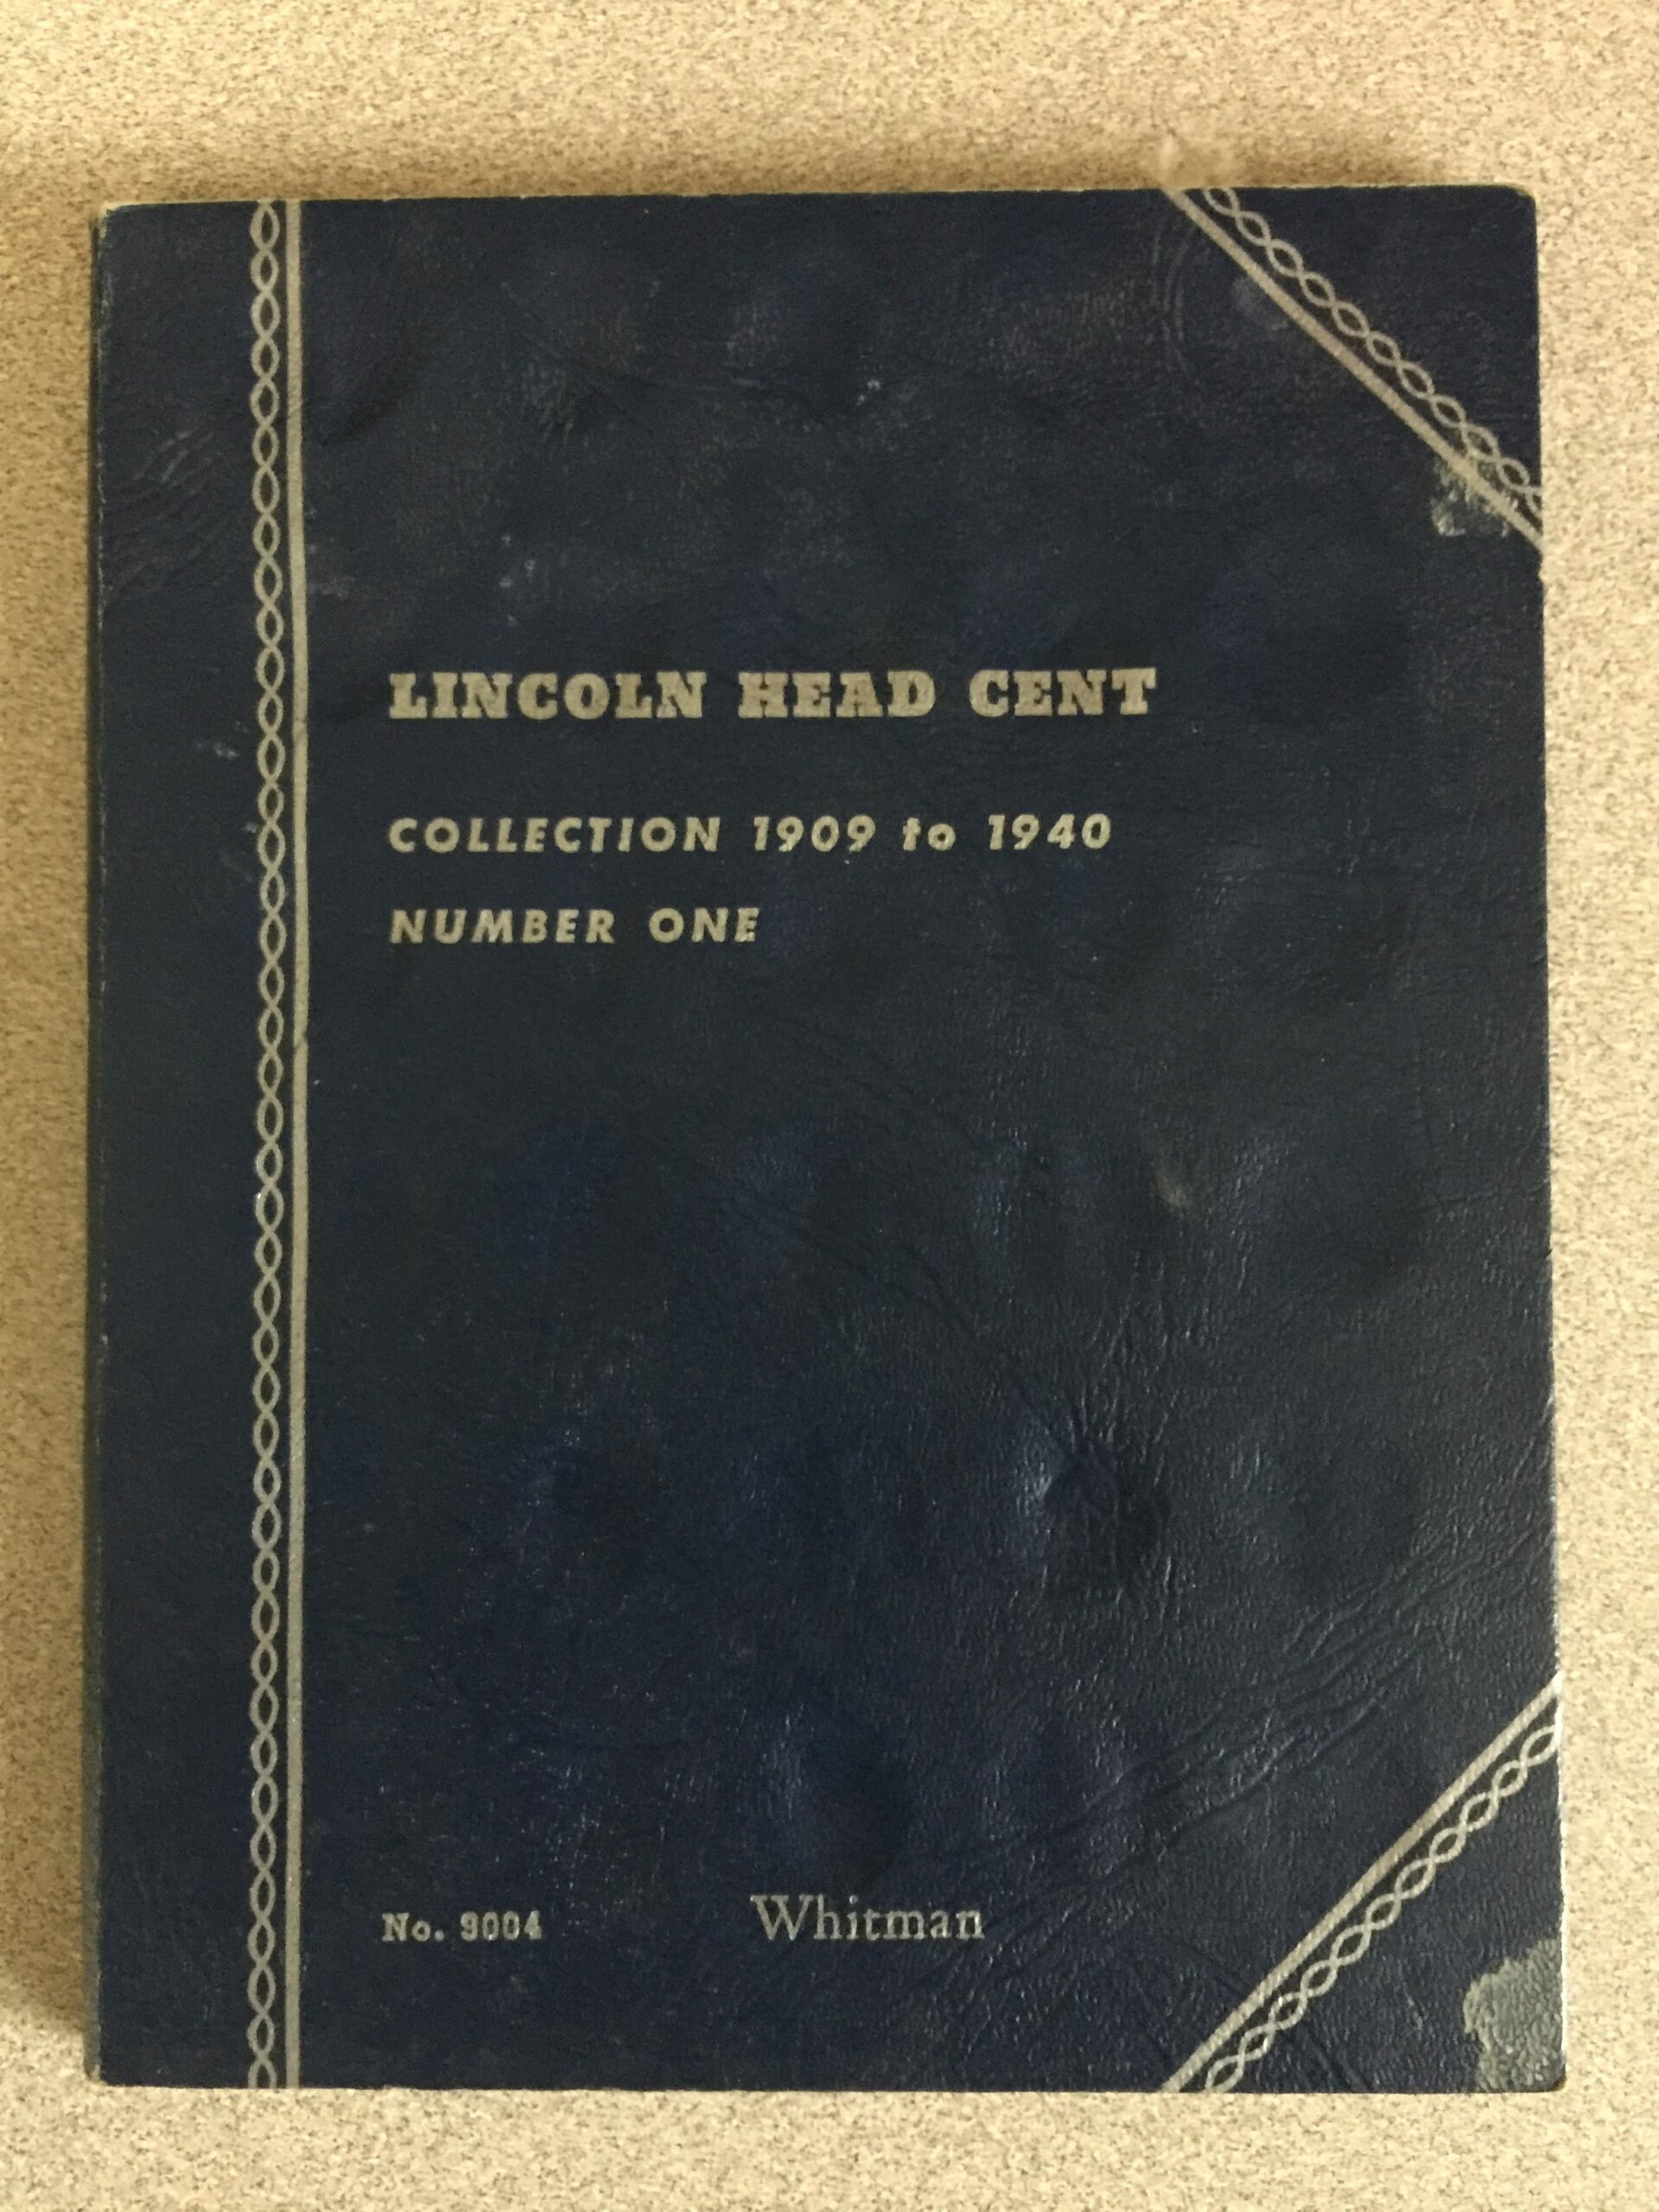 LINCOLN HEAD CENT
COLLECTION 1909 to 1940
NUMBER ONE
No. 9004 Whitman